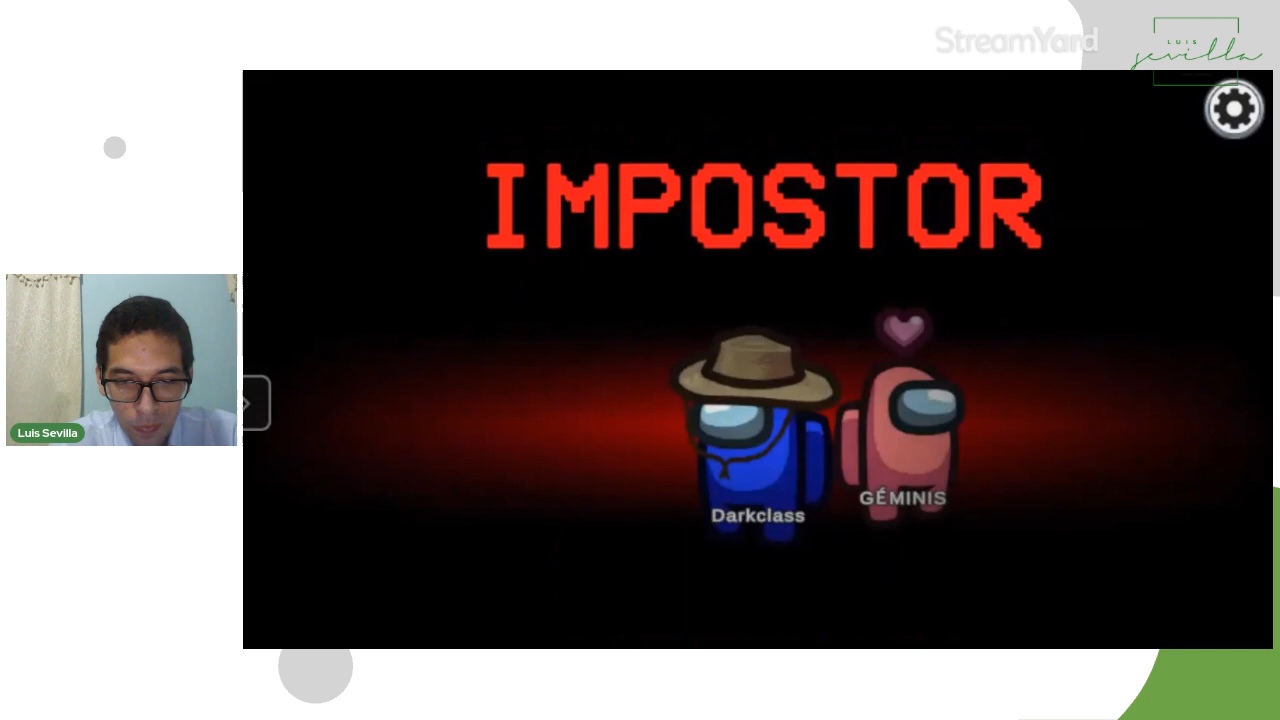 StreamYard
LUIS
sevilla
IMPOSTOR
GÉMINIS
Darkclass
Luis Sevilla